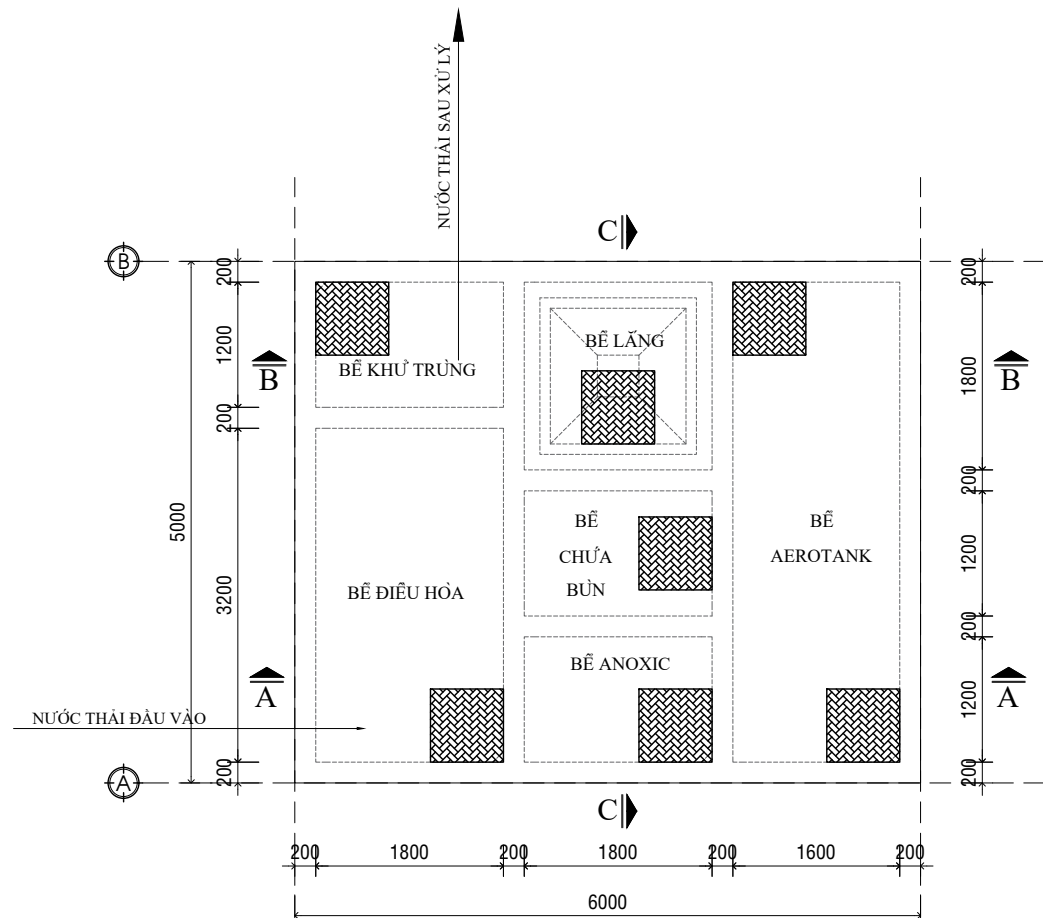 NƯỚC THẢI SAU XỬ LÝ
C
B
200
200
BỂ LẮNG
1200
B
BỂ KHỬ TRÙNG
1800
B
200
200
5000
BỂ
CHỨA
BÙN
BỂ
AEROTANK
1200
3200
BỂ ĐIỀU HÒA
200
BỂ ANOXIC
A
A
1200
NƯỚC THẢI ĐẦU VÀO
200
200
A
C
200
1800
200
1800
200
1600
200
6000